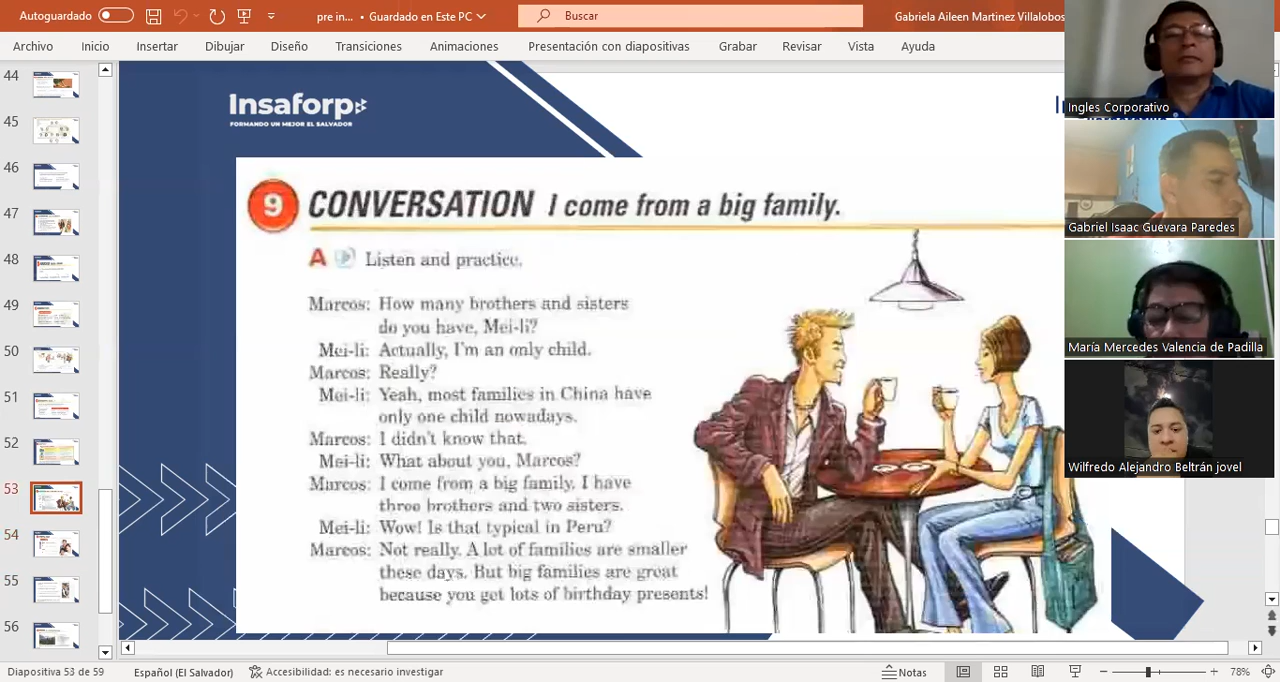 Autoguardado
pre in... • Guardado en Este PC
Buscar
Gabriela Aileen Martinez Villalobos
Archivo Inicio Insertar Dibujar Diseño Transiciones Animaciones Presentación con diapositivas Grabar Revisar Vista Ayuda
44
45
46
47
48
49
50
51
52
53
54
55
56
Insaforp
FORMANDO UN MEJOR EL SALVADOR
9 CONVERSATION I come from a big family.
A Listen and practice.
Marcos: How many brothers and sisters
do you have, Mei-li?
Mei-li: Actually, I'm an only child.
Marcos: Really?
Mei-li: Yeah, most families in China have
only one child nowadays.
Marcos: I didn't know that.
Mei-li: What about you, Marcos?
Marcos: I come from a big family. I have
three brothers and two sisters.
Mei-li: Wow! Is that typical in Peru?
Marcos: Not really. A lot of families are smaller
these days. But big families are great
because you get lots of birthday presents!
Ingles Corporativo
Gabriel Isaac Guevara Paredes
María Mercedes Valencia de Padilla
Wilfredo Alejandro Beltrán jovel
Diapositiva 53 de 59
Español (El Salvador)
Accesibilidad: es necesario investigar
Notas
78%